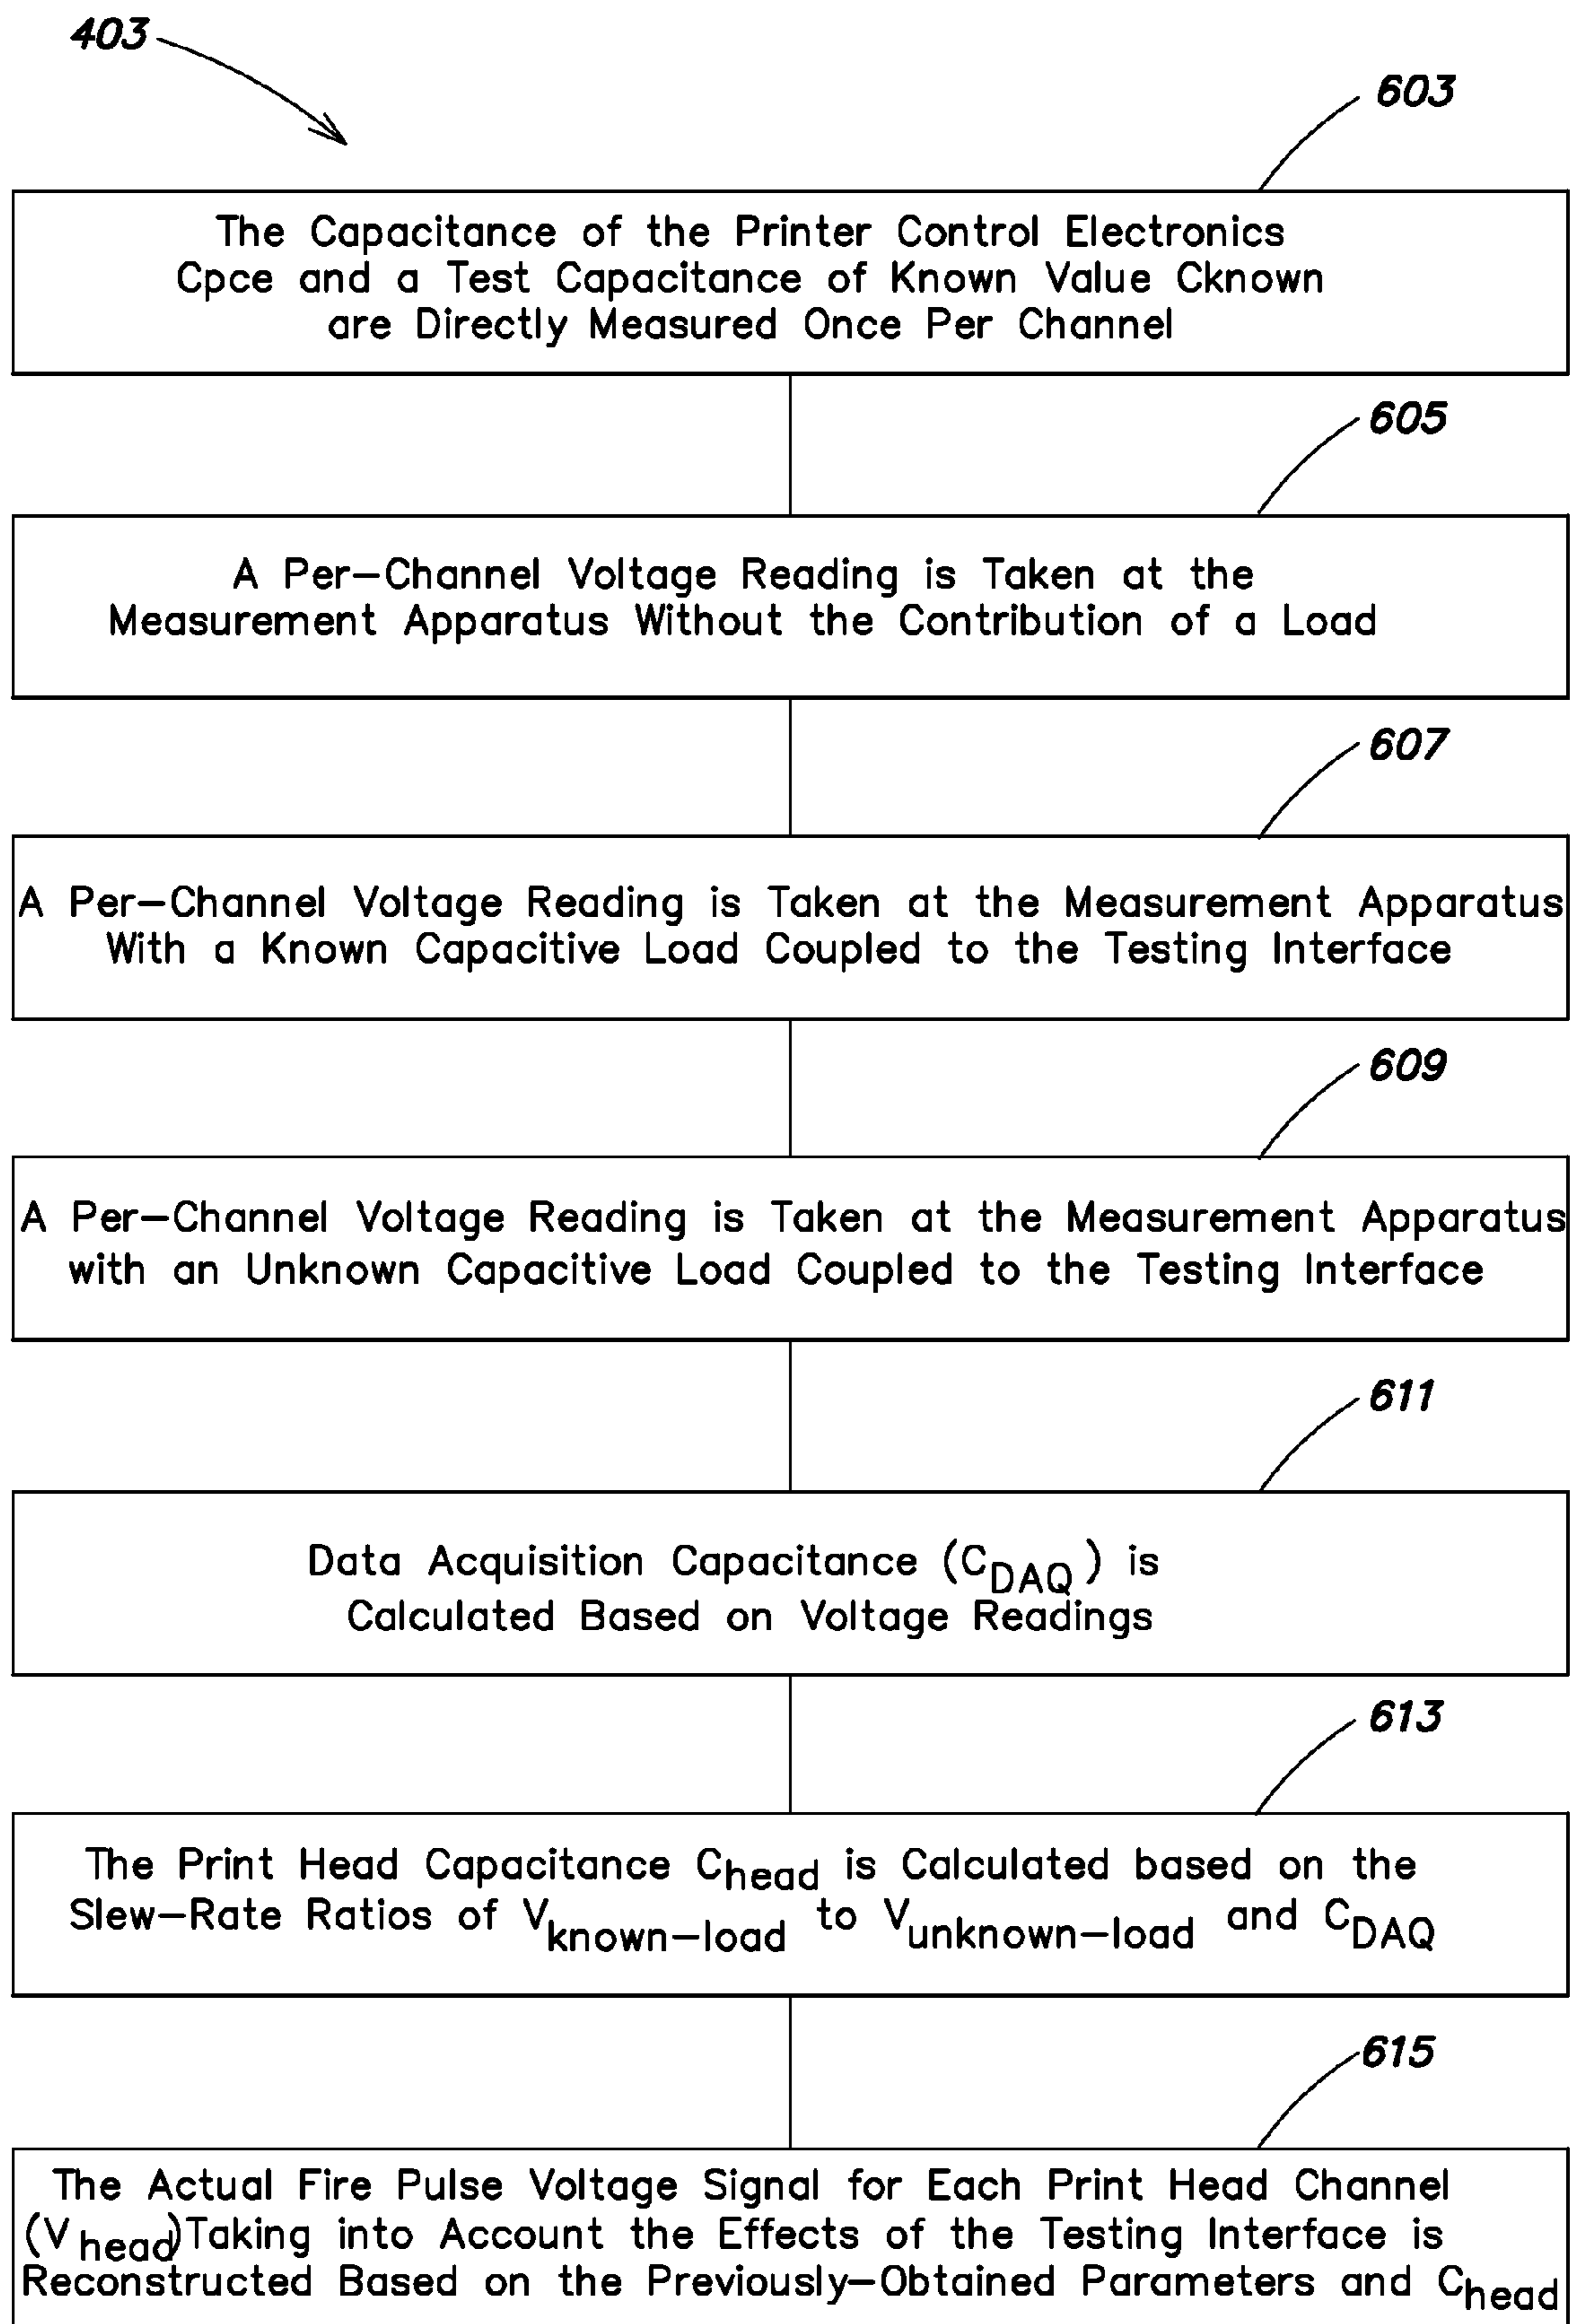 403
603
The Capacitance of the Printer Control Electronics
Cpce and a Test Capacitance of Known Value Cknown
are Directly Measured Once Per Channel
605
A Per-Channel Voltage Reading is Taken at the
Measurement Apparatus Without the Contribution of a Load
607
A Per-Channel Voltage Reading is Taken at the Measurement Apparatus
With a Known Capacitive Load Coupled to the Testing Interface
609
A Per-Channel Voltage Reading is Taken at the Measurement Apparatus
with an Unknown Capacitive Load Coupled to the Testing Interface
611
Data Acquisition Capacitance (CDAQ) is
Calculated Based on Voltage Readings
613
The Print Head Capacitance Chead is Calculated based on the
Slew-Rate Ratios of Vknown-load to Vunknown-load and CDAQ
615
The Actual Fire Pulse Voltage Signal for Each Print Head Channel
(Vhead)Taking into Account the Effects of the Testing Interface is
Reconstructed Based on the Previously-Obtained Parameters and Chead